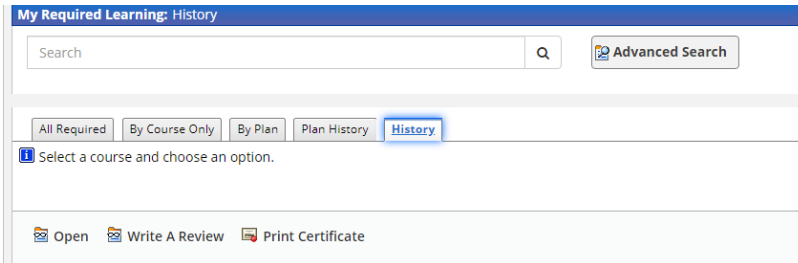 My Required Learning: History
Search
Advanced Search
All Required By Course Only By Plan Plan History History
i Select a course and choose an option.
Open Write A Review Print Certificate